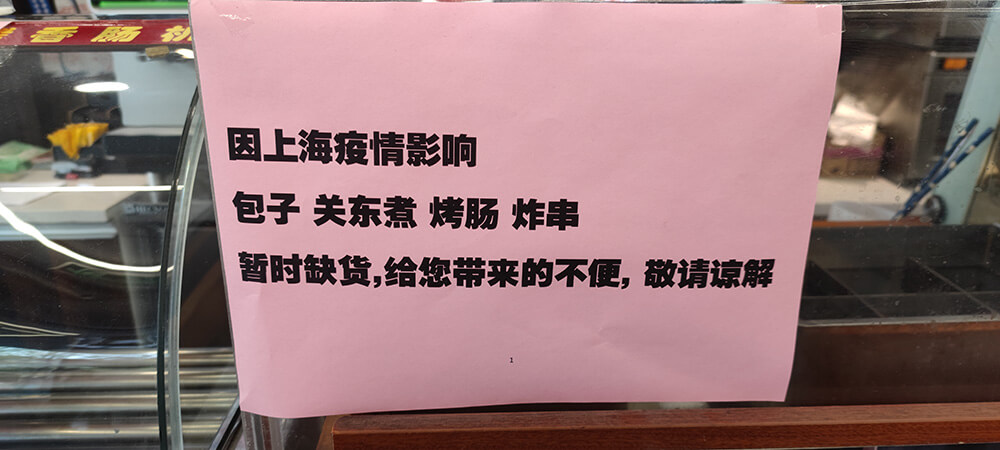 香肠
因上海疫情影响
包子 关东煮 烤肠 炸串
暂时缺货,给您带来的不便, 敬请谅解
1